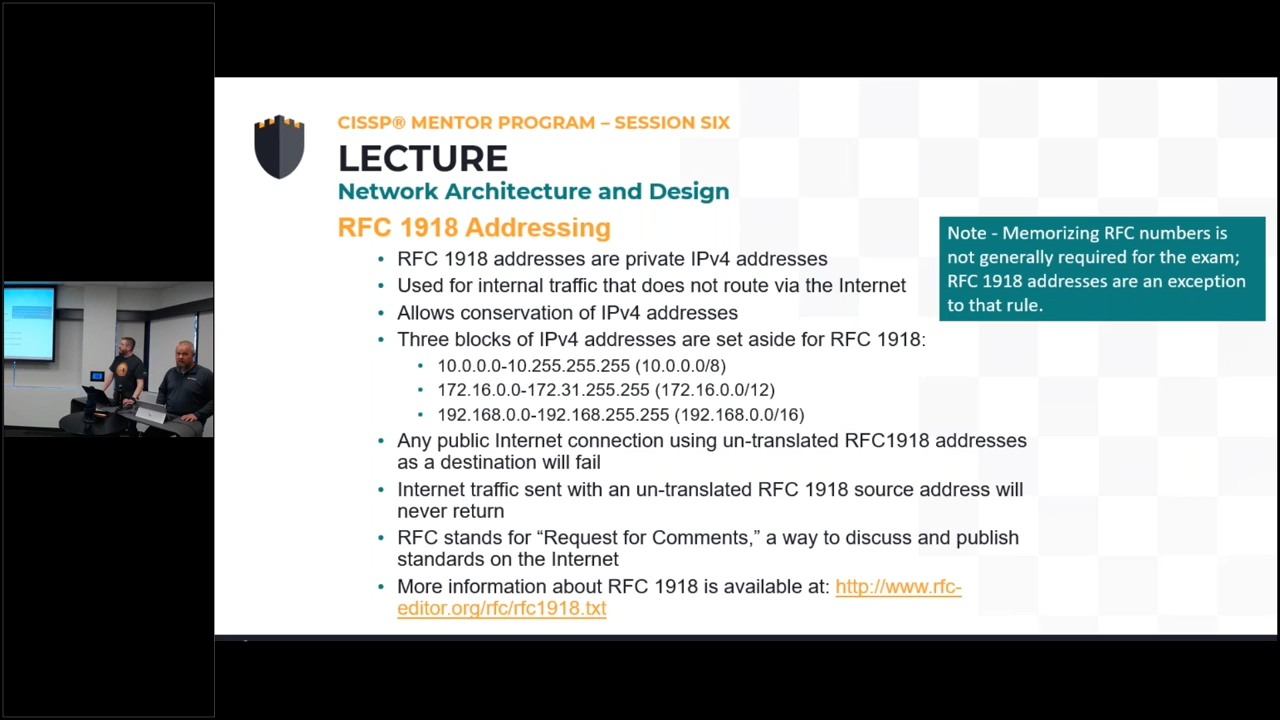 CISSP® MENTOR PROGRAM – SESSION SIX
LECTURE
Network Architecture and Design
RFC 1918 Addressing
• RFC 1918 addresses are private IPv4 addresses
• Used for internal traffic that does not route via the Internet
• Allows conservation of IPv4 addresses
• Three blocks of IPv4 addresses are set aside for RFC 1918:
• 10.0.0.0-10.255.255.255 (10.0.0.0/8)
• 172.16.0.0-172.31.255.255 (172.16.0.0/12)
• 192.168.0.0-192.168.255.255 (192.168.0.0/16)
• Any public Internet connection using un-translated RFC1918 addresses
as a destination will fail
• Internet traffic sent with an un-translated RFC 1918 source address will
never return
• RFC stands for “Request for Comments,” a way to discuss and publish
standards on the Internet
• More information about RFC 1918 is available at: http://www.rfc-
editor.org/rfc/rfc1918.txt
Note - Memorizing RFC numbers is
not generally required for the exam;
RFC 1918 addresses are an exception
to that rule.